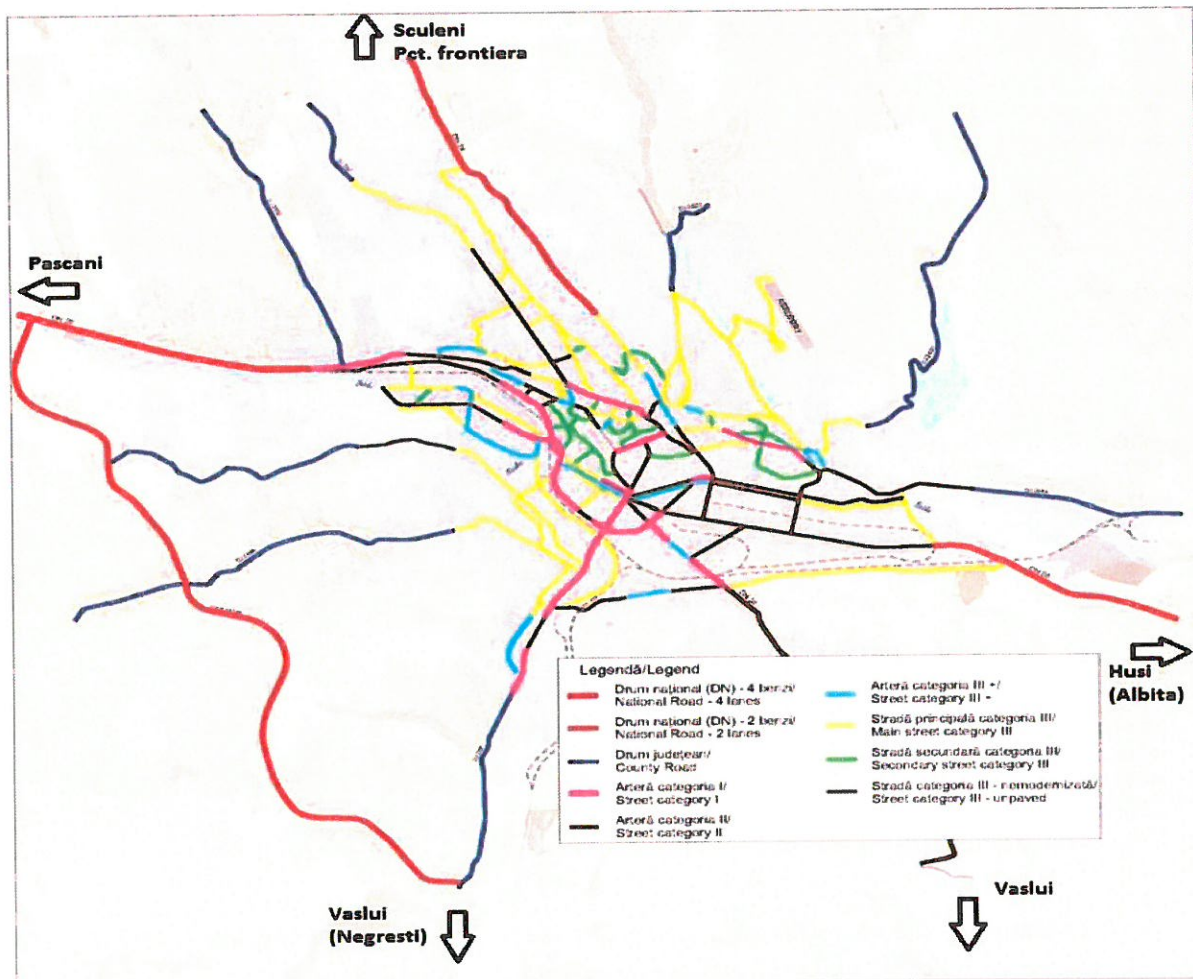 Sculeni
Pct. frontiera
Pascani
Husi
(Albita)
Legendă/Legend
Drum național (DN) - 4 benzi/
National Road - 4 lanes
Drum național (DN) - 2 benzi/
National Road - 2 lanes
Drum județean/
County Road
Arteră categoria I/
Street category I
Arteră categoria II/
Street category II
Arteră categoria III +/
Street category III +
Stradă principală categoria III/
Main street category III
Stradă secundară categoria III/
Secondary street category III
Stradă categoria III - nemodernizată/
Street category III - unpaved
Vaslui
(Negresti)
Vaslui